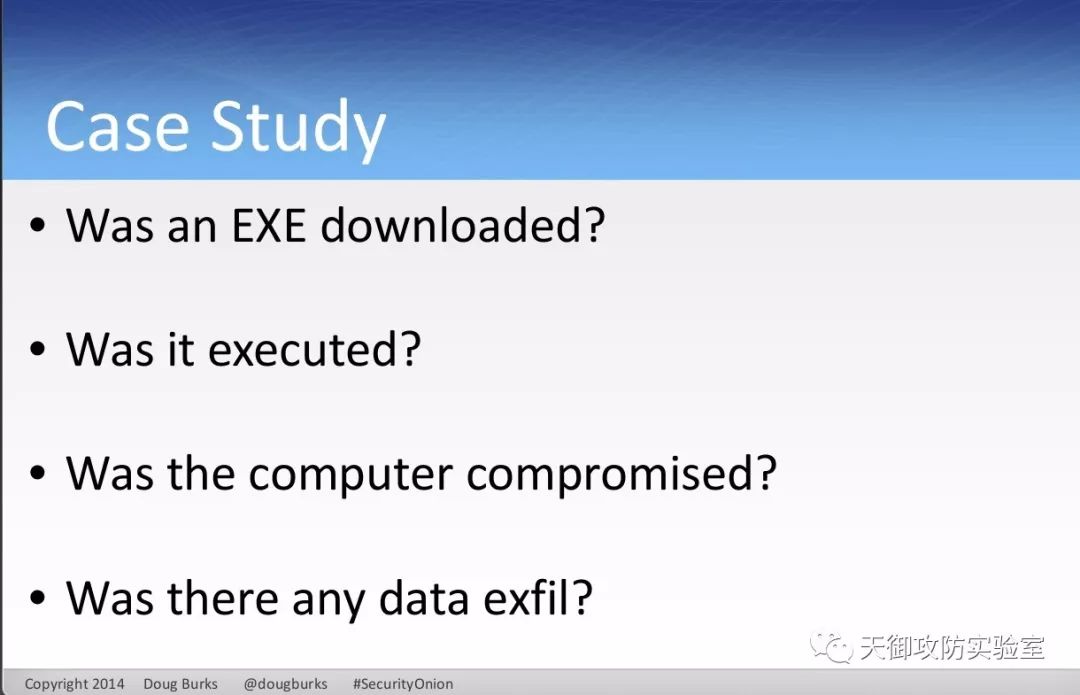 Case Study
• Was an EXE downloaded?
• Was it executed?
• Was the computer compromised?
• Was there any data exfil?
天御攻防实验室
Copyright 2014 Doug Burks @dougburks #SecurityOnion